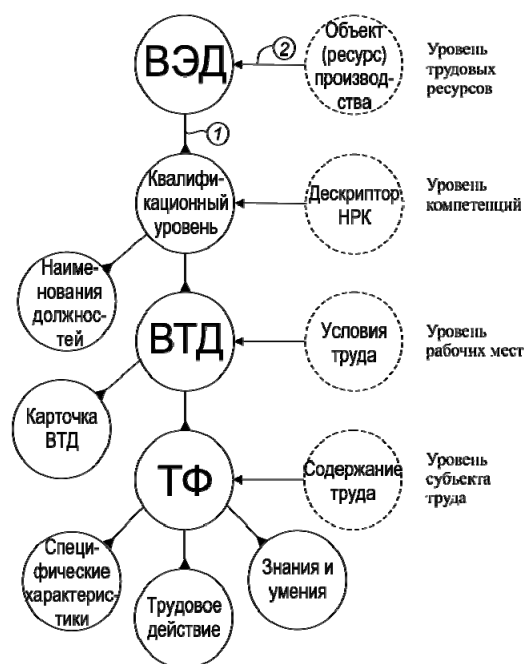 ВЭД
2
Объект
(ресурс)
производ-
ства
Уровень
трудовых
ресурсов
1
Квалифи-
кационный
уровень
Дескриптор
НРК
Уровень
компетенций
Наиме-
нования
должнос-
тей
ВТД
Условия
труда
Уровень
рабочих мест
Карточка
ВТД
ТФ
Содержание
труда
Уровень
субъекта
труда
Специ-
фические
характерис-
тики
Трудовое
действие
Знания и
умения